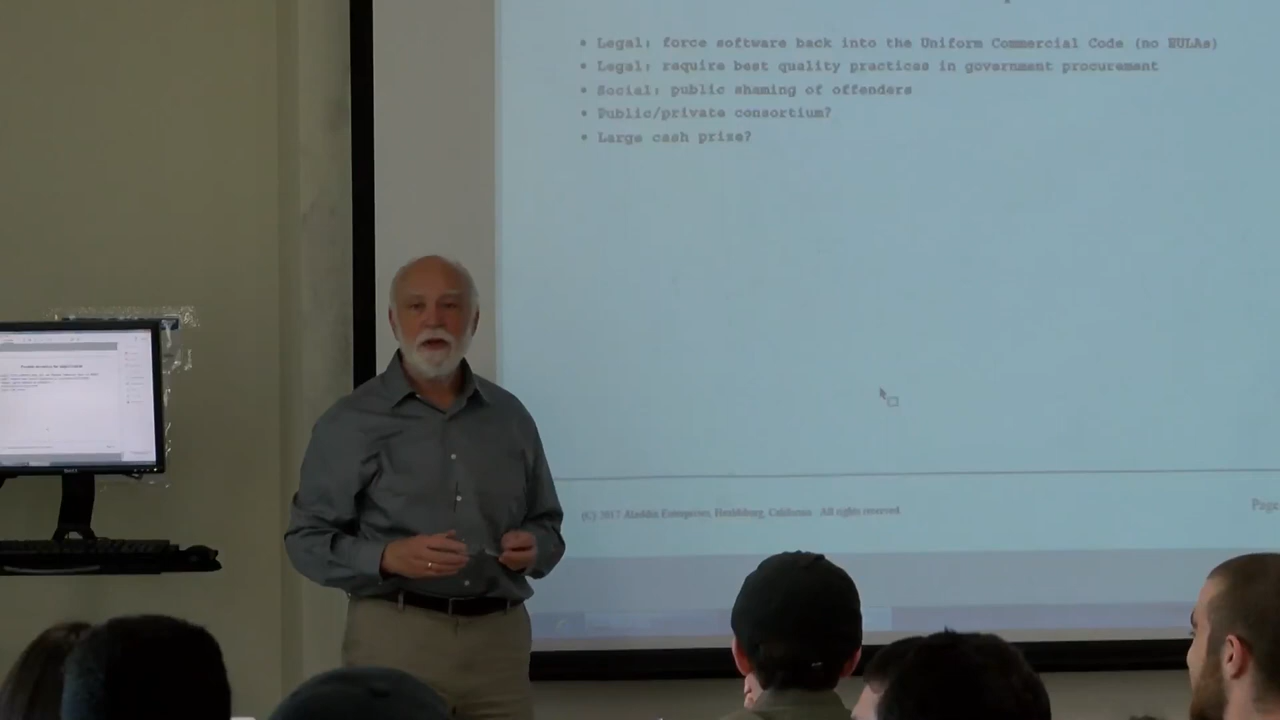 • Legal: force software back into the Uniform Commercial Code (no EULAs)
• Legal: require best quality practices in government procurement
• Social: public shaming of offenders
• Public/private consortium?
• Large cash prize?
(C) 2017 Aladdin Enterprises, Healdsburg, California. All rights reserved.
Page
DELL